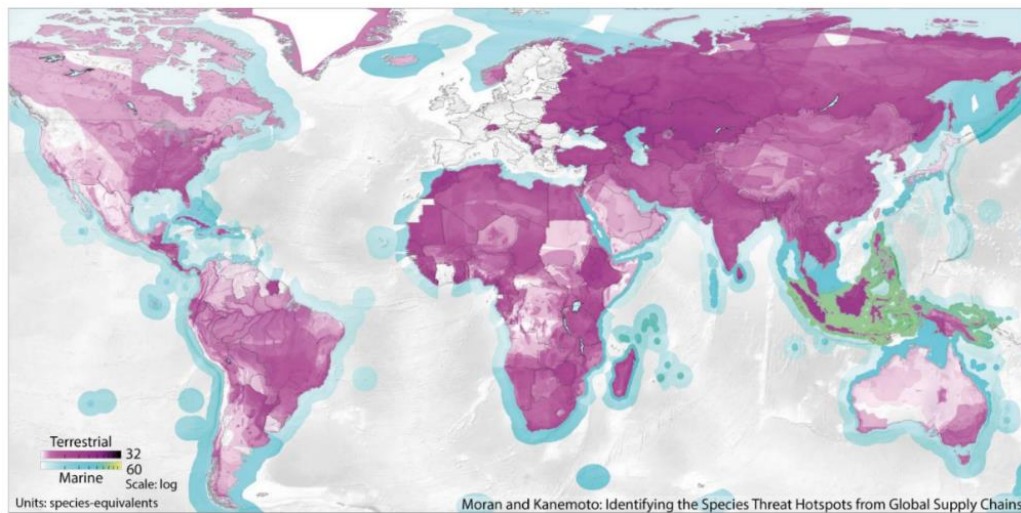 Terrestrial
32
60
Marine
Scale: log
Units: species-equivalents
Moran and Kanemoto: Identifying the Species Threat Hotspots from Global Supply Chains